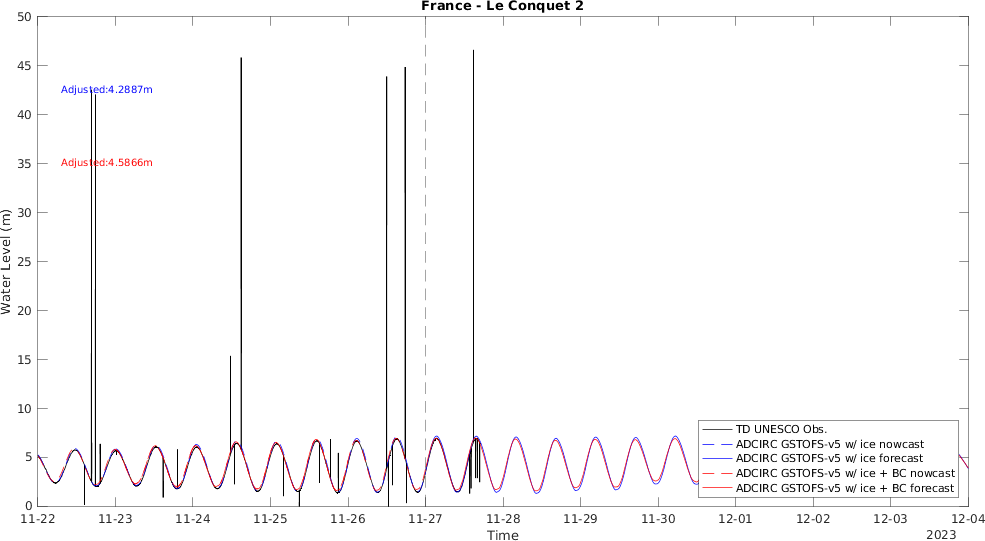 France - Le Conquet 2
50
45
40
35
30
25
20
15
10
5
0
Water Level (m)
Adjusted:4.2887m
Adjusted:4.5866m
TD UNESCO Obs.
ADCIRC GSTOFS-v5 w/ ice nowcast
ADCIRC GSTOFS-v5 w/ ice forecast
ADCIRC GSTOFS-v5 w/ ice + BC nowcast
ADCIRC GSTOFS-v5 w/ ice + BC forecast
11-22 11-23 11-24 11-25 11-26 11-27 11-28 11-29 11-30 12-01 12-02 12-03 12-04
Time
2023